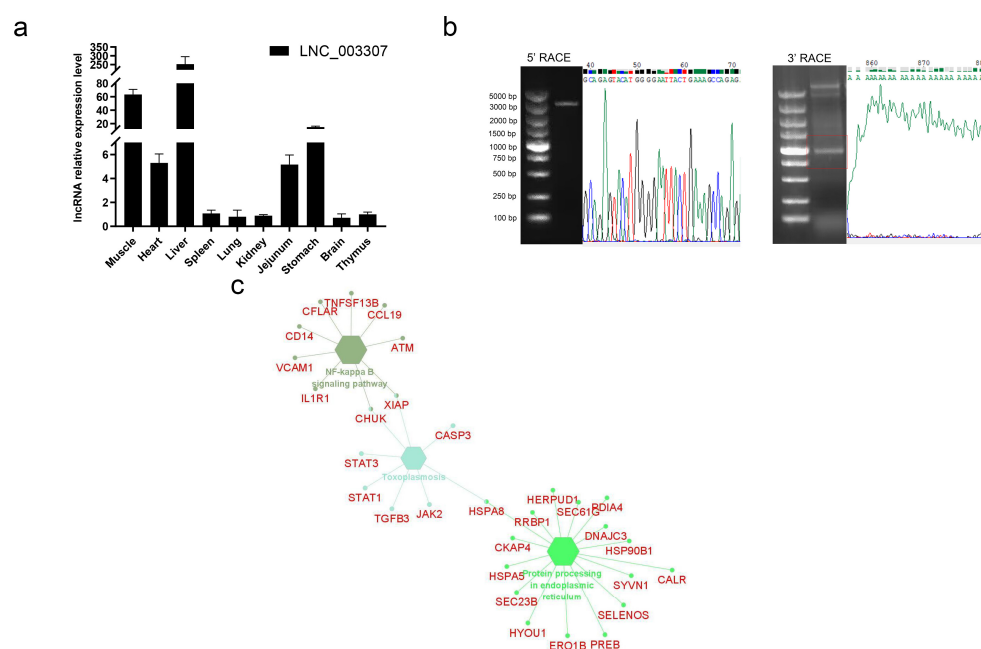 a
LNC_003307
lncRNA relative expression level
350
300
250
200
80
60
40
20
6
4
2
0
Muscle
Heart
Liver
Spleen
Lung
Kidney
Jejunum
Stomach
Brain
Thymus
b
5' RACE
5000 bp
3000 bp
2000 bp
1500 bp
1000 bp
750 bp
500 bp
250 bp
100 bp
40 50 60 70
GCAGAGTACATGGGGAATTACTGAAAGCCAGAG
3' RACE
860 870
c
TNFSF13B
CFLAR
CCL19
CD14
ATM
VCAM1
NF-kappa B
signaling pathway
IL1R1
XIAP
CHUK
CASP3
STAT3
Toxoplasmosis
STAT1
TGFB3
JAK2
HSPA8
HERPUD1
SEC61G
PDIA4
RRBP1
DNAJC3
CKAP4
HSP90B1
HSPA5
Protein processing
in endoplasmic
reticulum
CALR
SYVN1
SEC23B
SELENOS
HYOU1
ERO1B
PREB